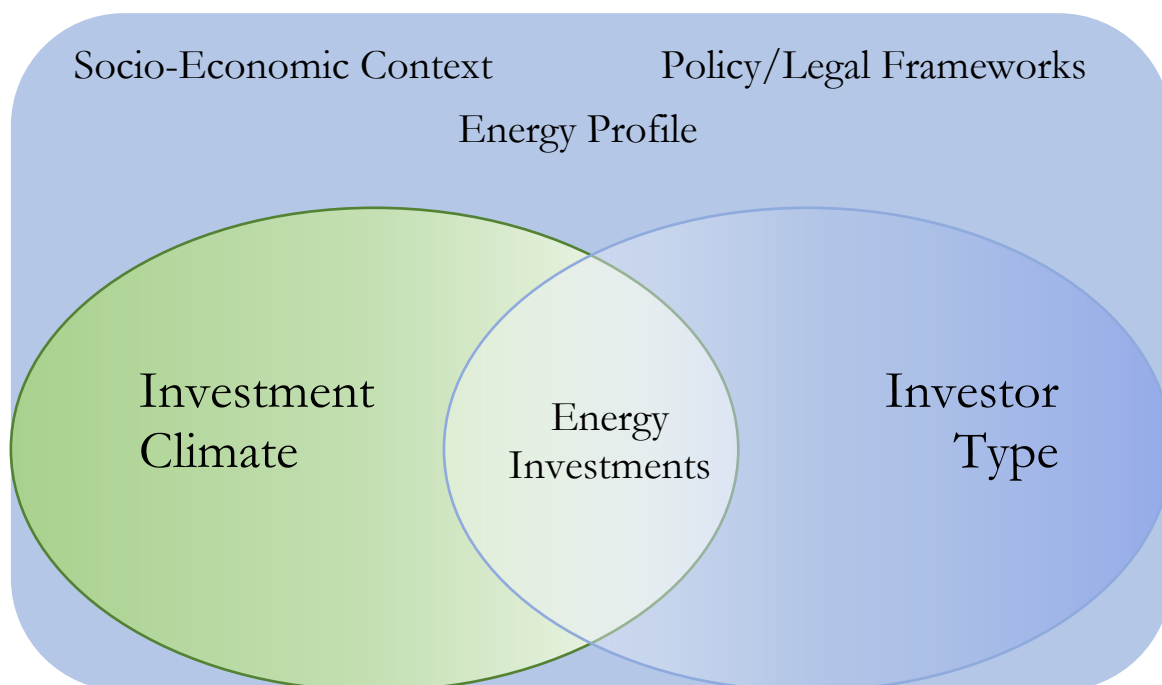 Socio-Economic Context
Policy/Legal Frameworks
Energy Profile
Investment
Climate
Energy
Investments
Investor
Type